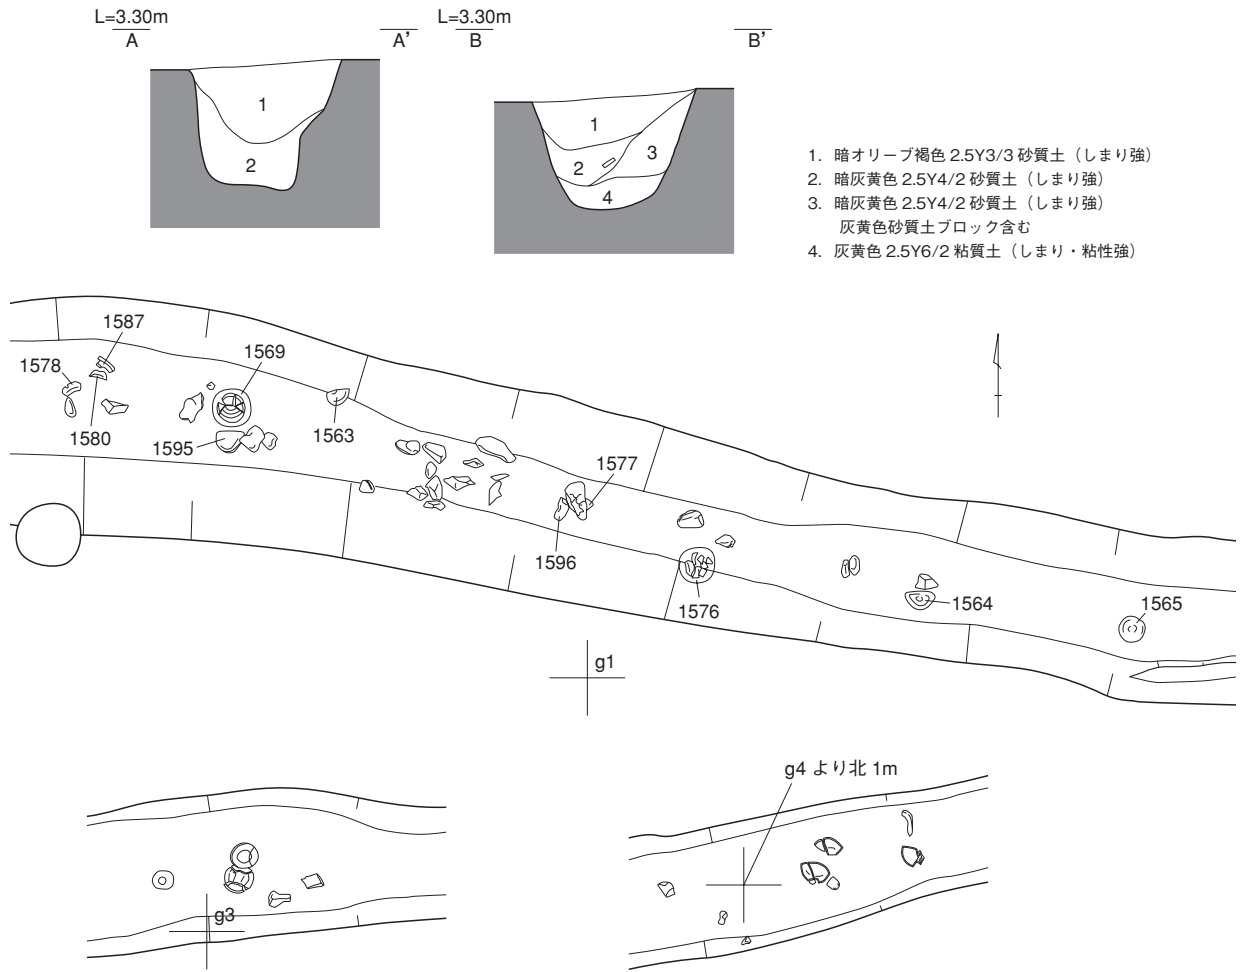 L=3.30m
A
A’
L=3.30m
B
B’
1
2
1
2
3
4
1. 暗オリーブ褐色 2.5Y3/3 砂質土（しまり強）
2. 暗灰黄色 2.5Y4/2 砂質土（しまり強）
3. 暗灰黄色 2.5Y4/2 砂質土（しまり強）
灰黄色砂質土ブロック含む
4. 灰黄色 2.5Y6/2 粘質土（しまり・粘性強）
1587
1578
1569
1580
1595
1563
1577
1596
1576
1564
1565
g1
g4 より北 1m
g3